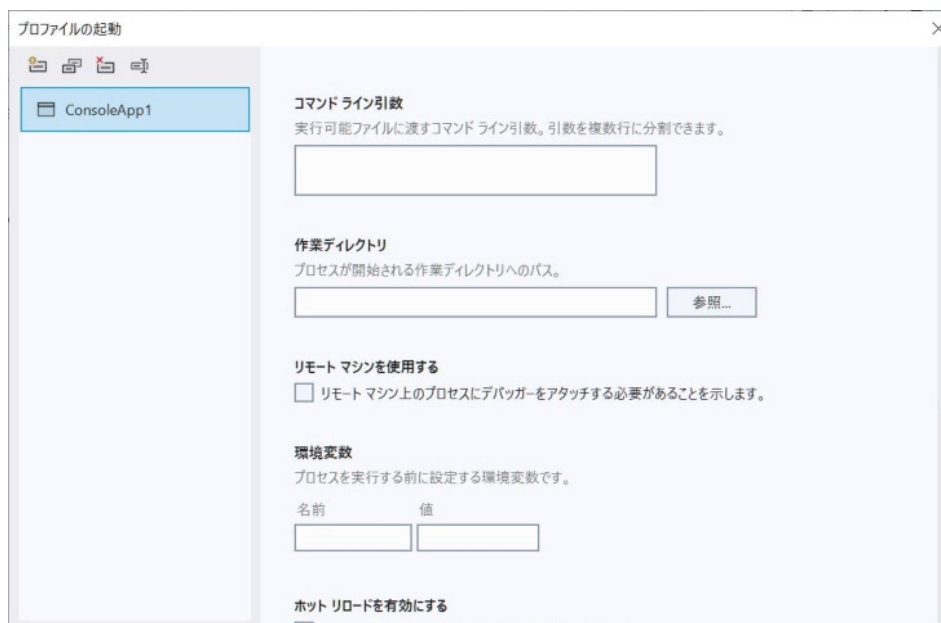 プロファイルの起動
ConsoleApp1
コマンド ライン引数
実行可能ファイルに渡すコマンド ライン引数。引数を複数行に分割できます。
作業ディレクトリ
プロセスが開始される作業ディレクトリへのパス。
参照...
リモート マシンを使用する
リモート マシン上のプロセスにデバッガーをアタッチする必要があることを示します。
環境変数
プロセスを実行する前に設定する環境変数です。
名前 値
ホット リロードを有効にする